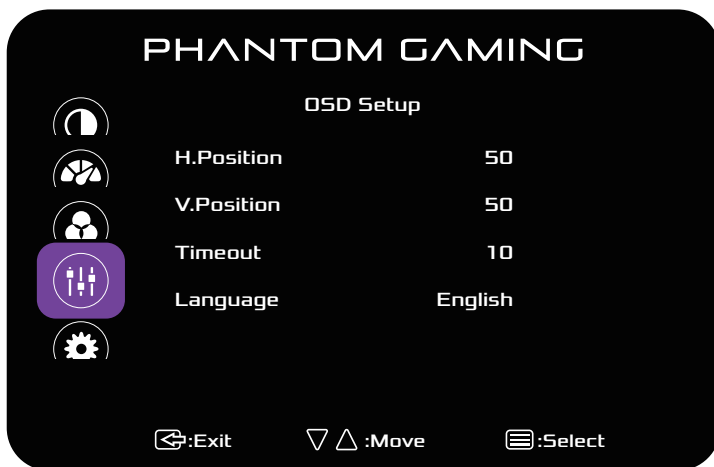 PHANTOM GAMING
OSD Setup
H.Position 50
V.Position 50
Timeout 10
Language English
:Exit ▽ △ :Move :Select